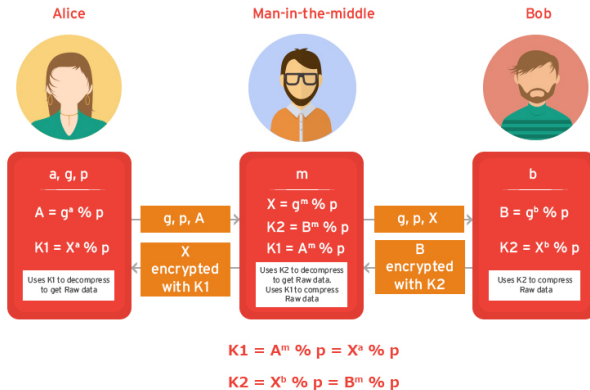 Alice
Man-in-the-middle
Bob
a, g, p
A = gᵃ % p
K1 = Xᵃ % p
Uses K1 to decompress
to get Raw data
g, p, A
X
encrypted
with K1
m
X = gᵐ % p
K2 = Bᵐ % p
K1 = Aᵐ % p
Uses K2 to decompress
to get Raw data.
Uses K1 to compress
Raw data
g, p, X
B
encrypted
with K2
b
B = gᵇ % p
K2 = Xᵇ % p
Uses K2 to compress
Raw data
K1 = Aᵐ % p = Xᵃ % p
K2 = Xᵇ % p = Bᵐ % p